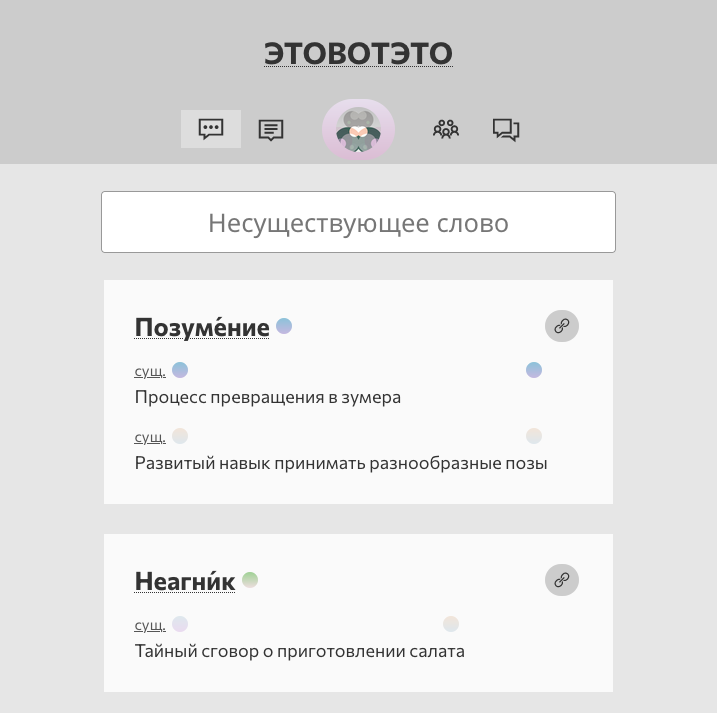 ЭТОВОТЭТО
Несуществующее слово
Позуме́ние
сущ.
Процесс превращения в зумера
сущ.
Развитый навык принимать разнообразные позы
Неагни́к
сущ.
Тайный сговор о приготовлении салата